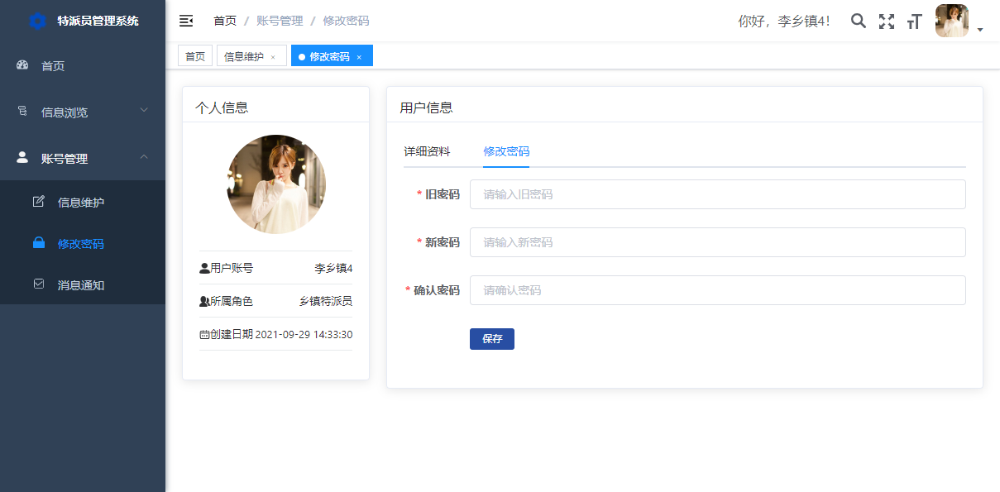 特派员管理系统
首页
信息浏览
账号管理
信息维护
修改密码
消息通知
首页 / 账号管理 / 修改密码
你好，李乡镇4！
首页
信息维护 ×
修改密码 ×
个人信息
用户账号 李乡镇4
所属角色 乡镇特派员
创建日期 2021-09-29 14:33:30
用户信息
详细资料 修改密码
* 旧密码 请输入旧密码
* 新密码 请输入新密码
* 确认密码 请确认密码
保存